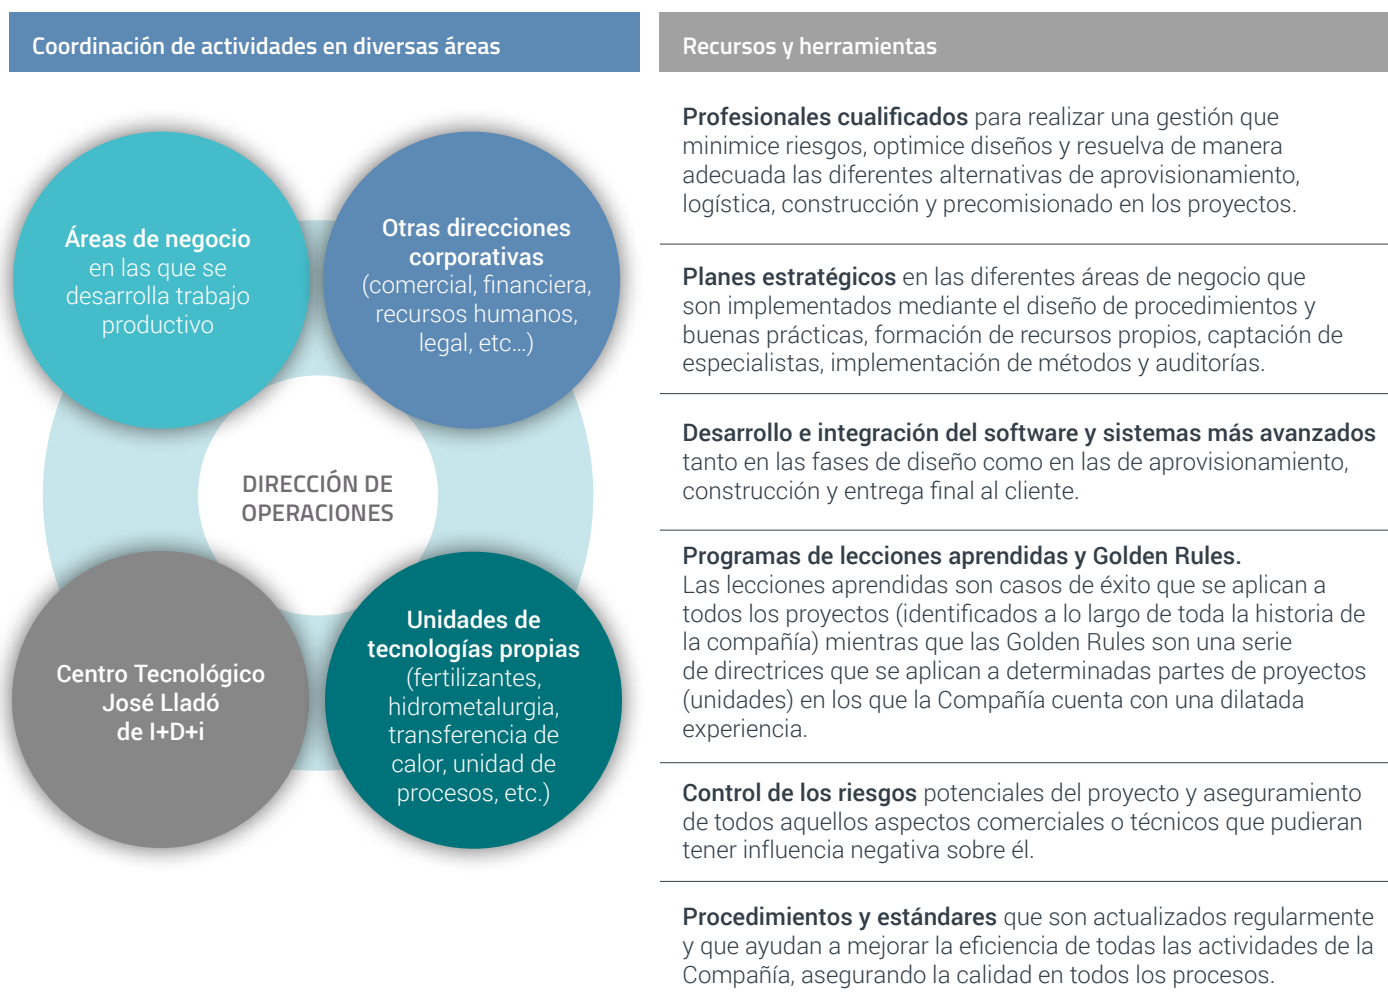 Coordinación de actividades en diversas áreas
Áreas de negocio
en las que se
desarrolla trabajo
productivo
Otras direcciones
corporativas
(comercial, financiera,
recursos humanos,
legal, etc...)
DIRECCIÓN DE
OPERACIONES
Centro Tecnológico
José Lladó
de I+D+i
Unidades de
tecnologías propias
(fertilizantes,
hidrometalurgia,
transferencia de
calor, unidad de
procesos, etc.)
Recursos y herramientas
Profesionales cualificados para realizar una gestión que
minimice riesgos, optimice diseños y resuelva de manera
adecuada las diferentes alternativas de aprovisionamiento,
logística, construcción y precomisionado en los proyectos.
Planes estratégicos en las diferentes áreas de negocio que
son implementados mediante el diseño de procedimientos y
buenas prácticas, formación de recursos propios, captación de
especialistas, implementación de métodos y auditorías.
Desarrollo e integración del software y sistemas más avanzados
tanto en las fases de diseño como en las de aprovisionamiento,
construcción y entrega final al cliente.
Programas de lecciones aprendidas y Golden Rules.
Las lecciones aprendidas son casos de éxito que se aplican a
todos los proyectos (identificados a lo largo de toda la historia de
la compañía) mientras que las Golden Rules son una serie
de directrices que se aplican a determinadas partes de proyectos
(unidades) en los que la Compañía cuenta con una dilatada
experiencia.
Control de los riesgos potenciales del proyecto y aseguramiento
de todos aquellos aspectos comerciales o técnicos que pudieran
tener influencia negativa sobre él.
Procedimientos y estándares que son actualizados regularmente
y que ayudan a mejorar la eficiencia de todas las actividades de la
Compañía, asegurando la calidad en todos los procesos.